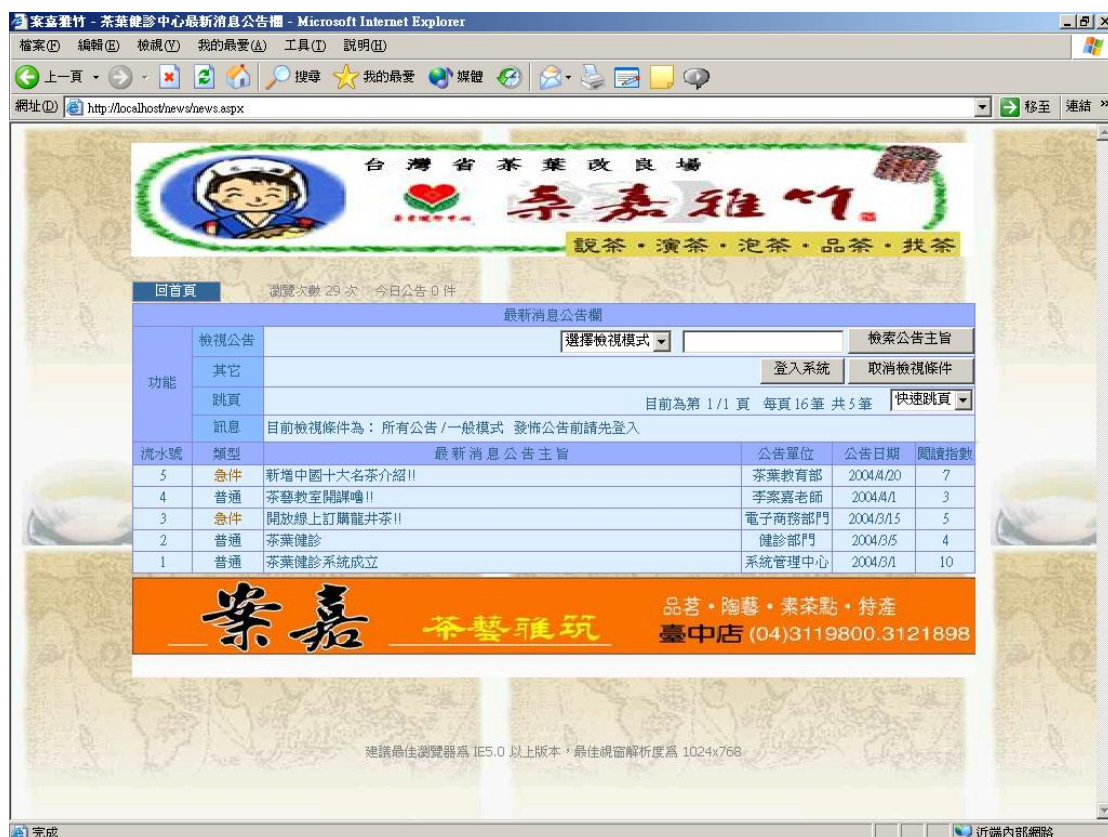 案嘉雅竹 - 茶葉健診中心最新消息公告欄 - Microsoft Internet Explorer
檔案(F) 編輯(E) 檢視(V) 我的最愛(A) 工具(T) 說明(H)
上一頁 搜尋 我的最愛 媒體
網址(D) http://localhost/news/news.aspx 移至 連結 »
台灣省茶葉改良場
案嘉雅竹
說茶・演茶・泡茶・品茶・找茶
回首頁 瀏覽次數 29 次 今日公告 0 件
最新消息公告欄
功能
檢視公告 選擇檢視模式 檢索公告主旨
其它 登入系統 取消檢視條件
跳頁 目前為第 1 /1 頁 每頁 16 筆 共 5 筆 快速跳頁
訊息 目前檢視條件為： 所有公告 /一般模式 發佈公告前請先登入
流水號 類型 最新消息公告主旨 公告單位 公告日期 閱讀指數
5 急件 新增中國十大名茶介紹!! 茶葉教育部 2004/4/20 7
4 普通 茶藝教室開課嚕!! 李案嘉老師 2004/4/1 3
3 急件 開放線上訂購龍井茶!! 電子商務部門 2004/3/15 5
2 普通 茶葉健診 健診部門 2004/3/5 4
1 普通 茶葉健診系統成立 系統管理中心 2004/3/1 10
案嘉 茶藝雅筑
品茗・陶藝・素茶點・特產
臺中店 (04)3119800.3121898
建議最佳瀏覽器為 IE5.0 以上版本，最佳視窗解析度為 1024x768
完成 近端內部網路